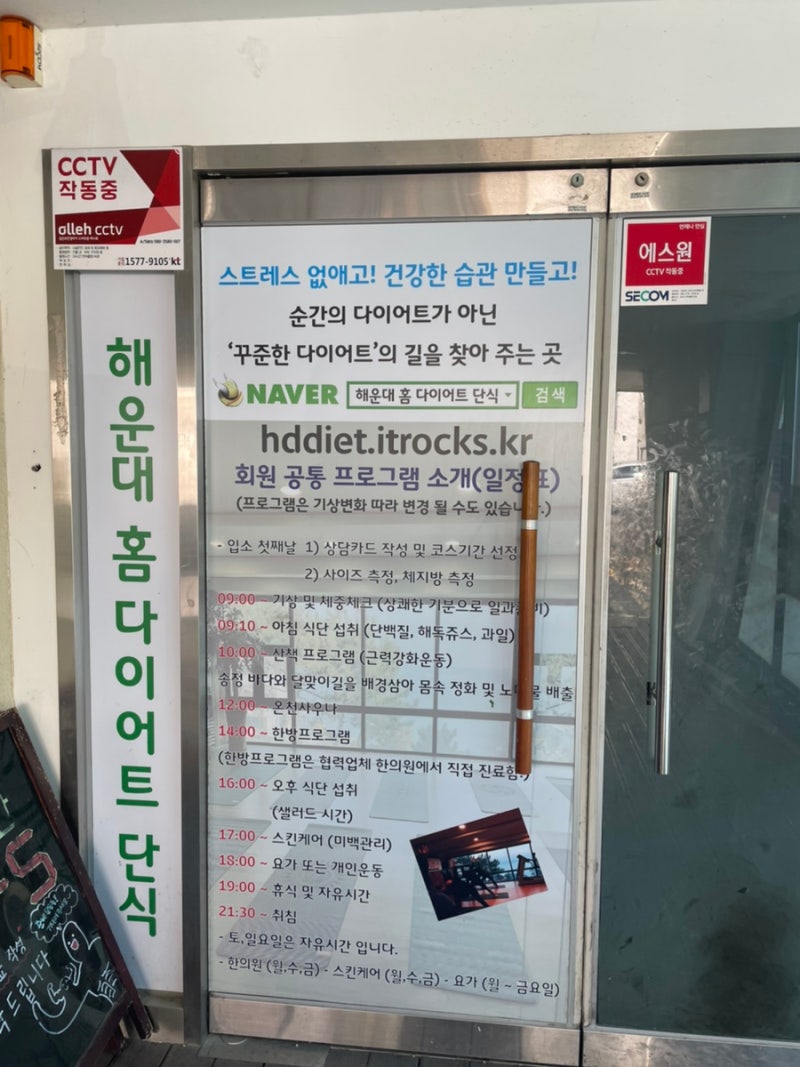 CCTV
작동중
olleh cctv
1577-9105 kt
해운대 홈 다이어트 단식
스트레스 없애고! 건강한 습관 만들고!
순간의 다이어트가 아닌
'꾸준한 다이어트'의 길을 찾아 주는 곳
NAVER 해운대 홈 다이어트 단식 검색
hddiet.itrocks.kr
회원 공통 프로그램 소개(일정표)
(프로그램은 기상변화 따라 변경 될 수도 있습니다.)
- 입소 첫째날 1) 상담카드 작성 및 코스기간 선정
2) 사이즈 측정, 체지방 측정
09:00 ~ 기상 및 체중체크 (상쾌한 기분으로
09:10 ~ 아침 식단 섭취 (단백질, 해독쥬스, 과일)
10:00 ~ 산책 프로그램 (근력강화운동)
송정 바다와 달맞이길을 배경삼아 몸속 정화 및 노폐물 배출
12:00 ~ 온천사우나
14:00 ~ 한방프로그램
(한방프로그램은 협력업체 한의원에서 직접 진료함.)
16:00 ~ 오후 식단 섭취
(샐러드 시간)
17:00 ~ 스킨케어 (미백관리)
18:00 ~ 요가 또는 개인운동
19:00 ~ 휴식 및 자유시간
21:30 ~ 취침
- 토,일요일은 자유시간 입니다.
- 한의원 (월,수,금) - 스킨케어 (월,수,금) - 요가 (월 ~ 금요일)
언제나 안심
에스원
CCTV 작동중
SECOM